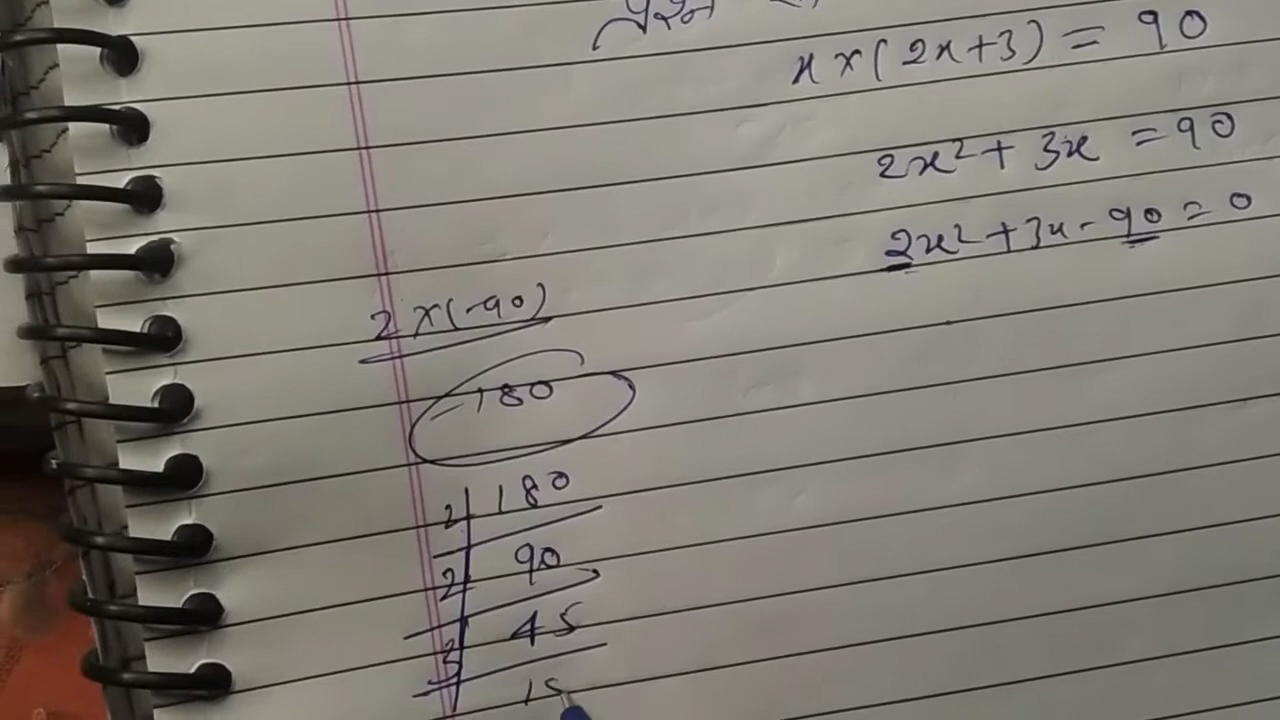 x × (2x+3) = 90
2x² + 3x = 90
2x² + 3x - 90 = 0
2 × (-90)
-180
2 | 180
2 | 90
3 | 45
15